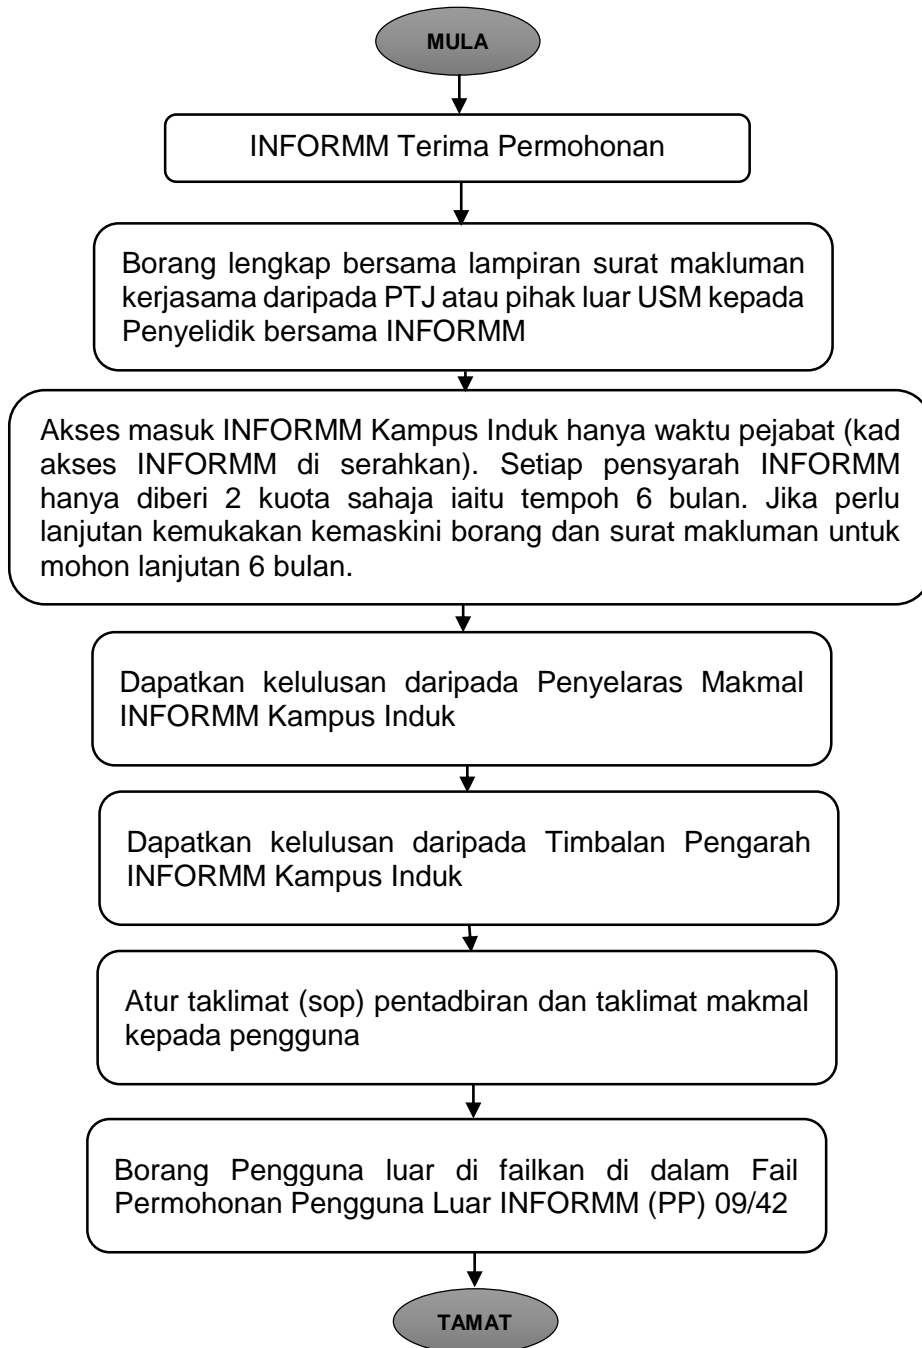 MULA
INFORMM Terima Permohonan
Borang lengkap bersama lampiran surat makluman
kerjasama daripada PTJ atau pihak luar USM kepada
Penyelidik bersama INFORMM
Akses masuk INFORMM Kampus Induk hanya waktu pejabat (kad
akses INFORMM di serahkan). Setiap pensyarah INFORMM
hanya diberi 2 kuota sahaja iaitu tempoh 6 bulan. Jika perlu
lanjutan kemukakan kemaskini borang dan surat makluman untuk
mohon lanjutan 6 bulan.
Dapatkan kelulusan daripada Penyelaras Makmal
INFORMM Kampus Induk
Dapatkan kelulusan daripada Timbalan Pengarah
INFORMM Kampus Induk
Atur taklimat (sop) pentadbiran dan taklimat makmal
kepada pengguna
Borang Pengguna luar di failkan di dalam Fail
Permohonan Pengguna Luar INFORMM (PP) 09/42
TAMAT